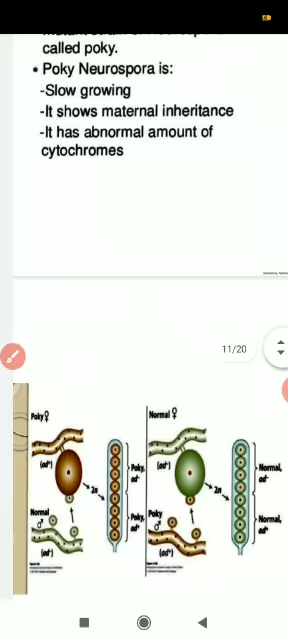 called poky.
• Poky Neurospora is:
-Slow growing
-It shows maternal inheritance
-It has abnormal amount of
cytochromes
11/20
Poky ♀
(ad⁺)
Normal
♂
(ad⁻)
2n
Poky,
ad⁻
Poky,
ad⁺
Normal ♀
(ad⁻)
Poky
♂
(ad⁺)
2n
Normal,
ad⁻
Normal,
ad⁺